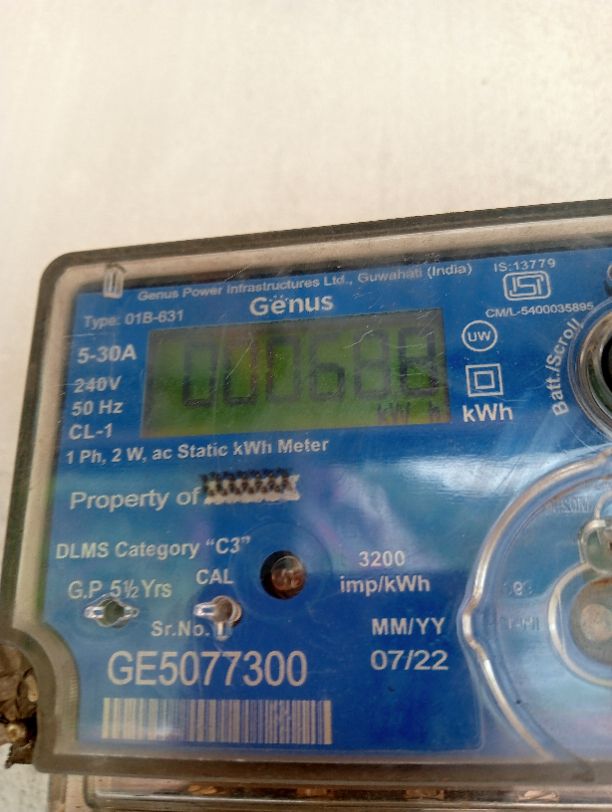 Genus Power Infrastructures Ltd., Guwahati (India)
IS:13779
Type: 01B-631
Genus
CM/L-5400035895
5-30A
UW
Batt./Scroll
240V
50 Hz
kW h
kWh
CL-1
1 Ph, 2 W, ac Static kWh Meter
Property of
DLMS Category "C3"
3200
imp/kWh
G.P. 5½ Yrs
CAL
Sr.No.
MM/YY
GE5077300
07/22